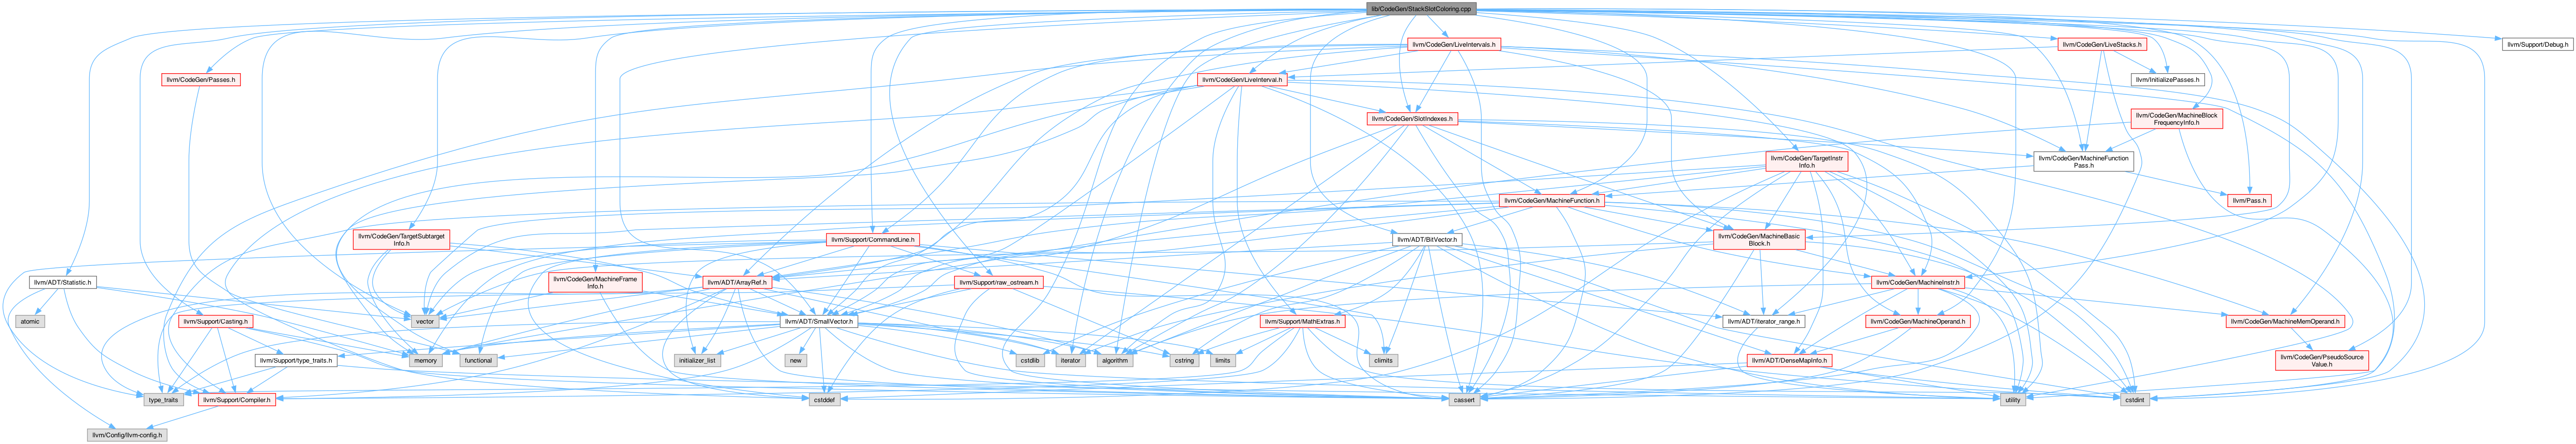 lib/CodeGen/StackSlotColoring.cpp
llvm/CodeGen/LiveIntervals.h
llvm/CodeGen/LiveStacks.h
llvm/Support/Debug.h
llvm/CodeGen/Passes.h
llvm/CodeGen/LiveInterval.h
llvm/InitializePasses.h
llvm/CodeGen/SlotIndexes.h
llvm/CodeGen/MachineBlock
FrequencyInfo.h
llvm/CodeGen/TargetInstr
Info.h
llvm/CodeGen/MachineFunction
Pass.h
llvm/CodeGen/MachineFunction.h
llvm/Pass.h
llvm/CodeGen/TargetSubtarget
Info.h
llvm/Support/CommandLine.h
llvm/ADT/BitVector.h
llvm/CodeGen/MachineBasic
Block.h
llvm/ADT/Statistic.h
llvm/CodeGen/MachineFrame
Info.h
llvm/ADT/ArrayRef.h
llvm/Support/raw_ostream.h
llvm/CodeGen/MachineInstr.h
atomic
llvm/Support/Casting.h
vector
llvm/ADT/SmallVector.h
llvm/Support/MathExtras.h
llvm/ADT/iterator_range.h
llvm/CodeGen/MachineOperand.h
llvm/CodeGen/MachineMemOperand.h
llvm/Support/type_traits.h
memory
functional
initializer_list
new
cstdlib
iterator
algorithm
cstring
limits
climits
llvm/ADT/DenseMapInfo.h
llvm/CodeGen/PseudoSource
Value.h
type_traits
llvm/Support/Compiler.h
cstddef
cassert
utility
cstdint
llvm/Config/llvm-config.h